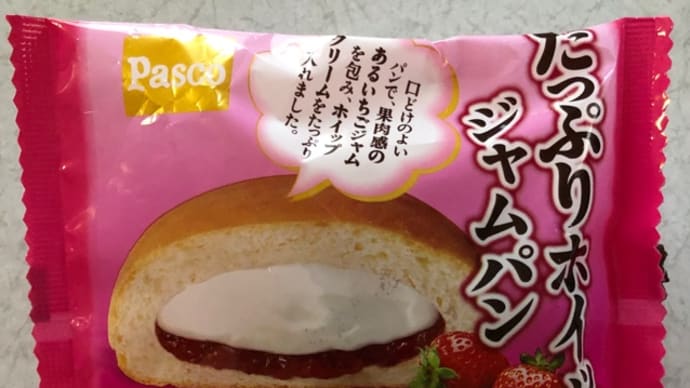 Pasco
口どけのよい
パンで、果肉感の
あるいちごジャム
を包み、ホイップ
クリームをたっぷり
入れました。
たっぷりホイ
ジャムパン